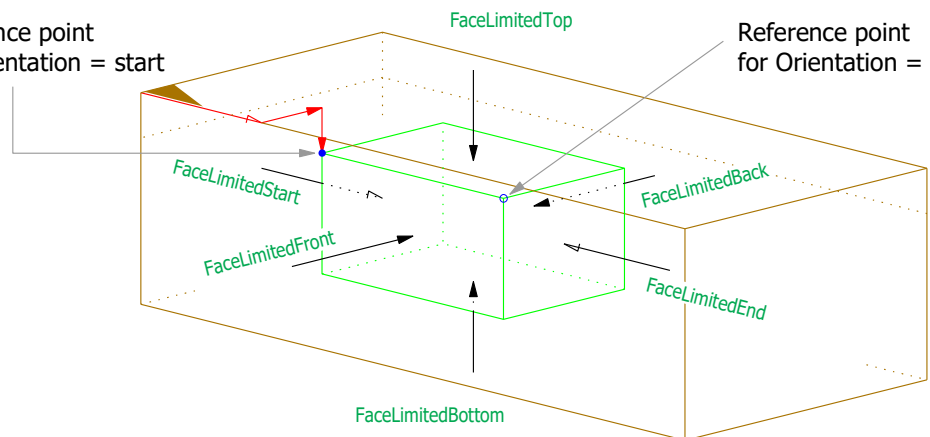 FaceLimitedTop
nce point
entation = start
Reference point
for Orientation =
FaceLimitedStart
FaceLimitedBack
FaceLimitedFront
FaceLimitedEnd
FaceLimitedBottom